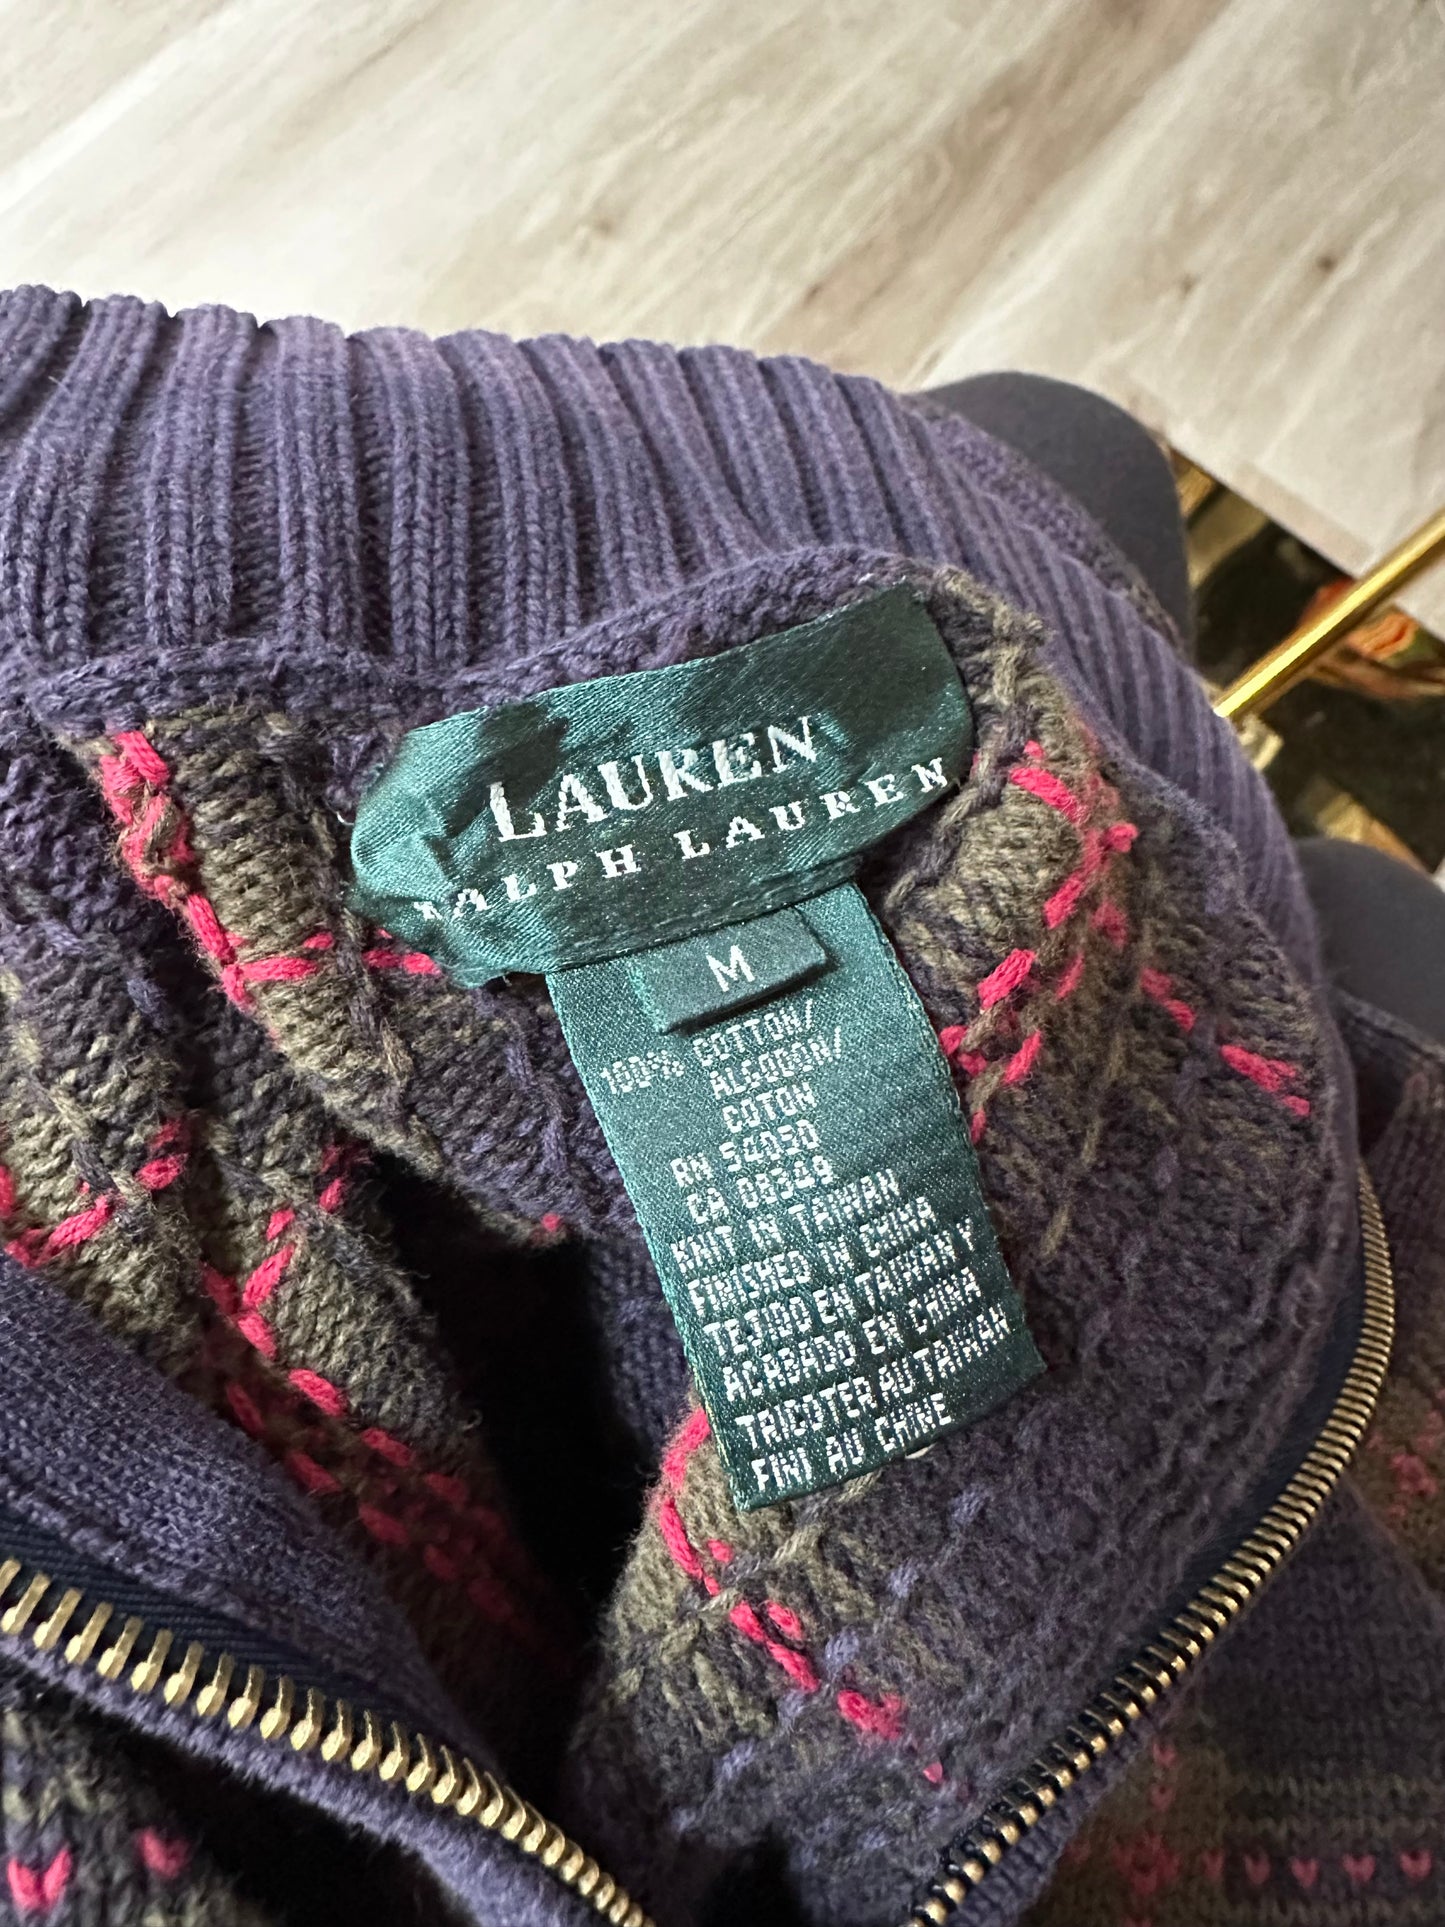 LAUREN
RALPH LAUREN
M
100% COTTON/
ALGODON/
COTON
RN 54050
CA 08349
KNIT IN TAIWAN
FINISHED IN CHINA
TEJIDO EN TAIWAN Y
ACABADO EN CHINA
TRICOTER AU TAIWAN
FINI AU CHINE